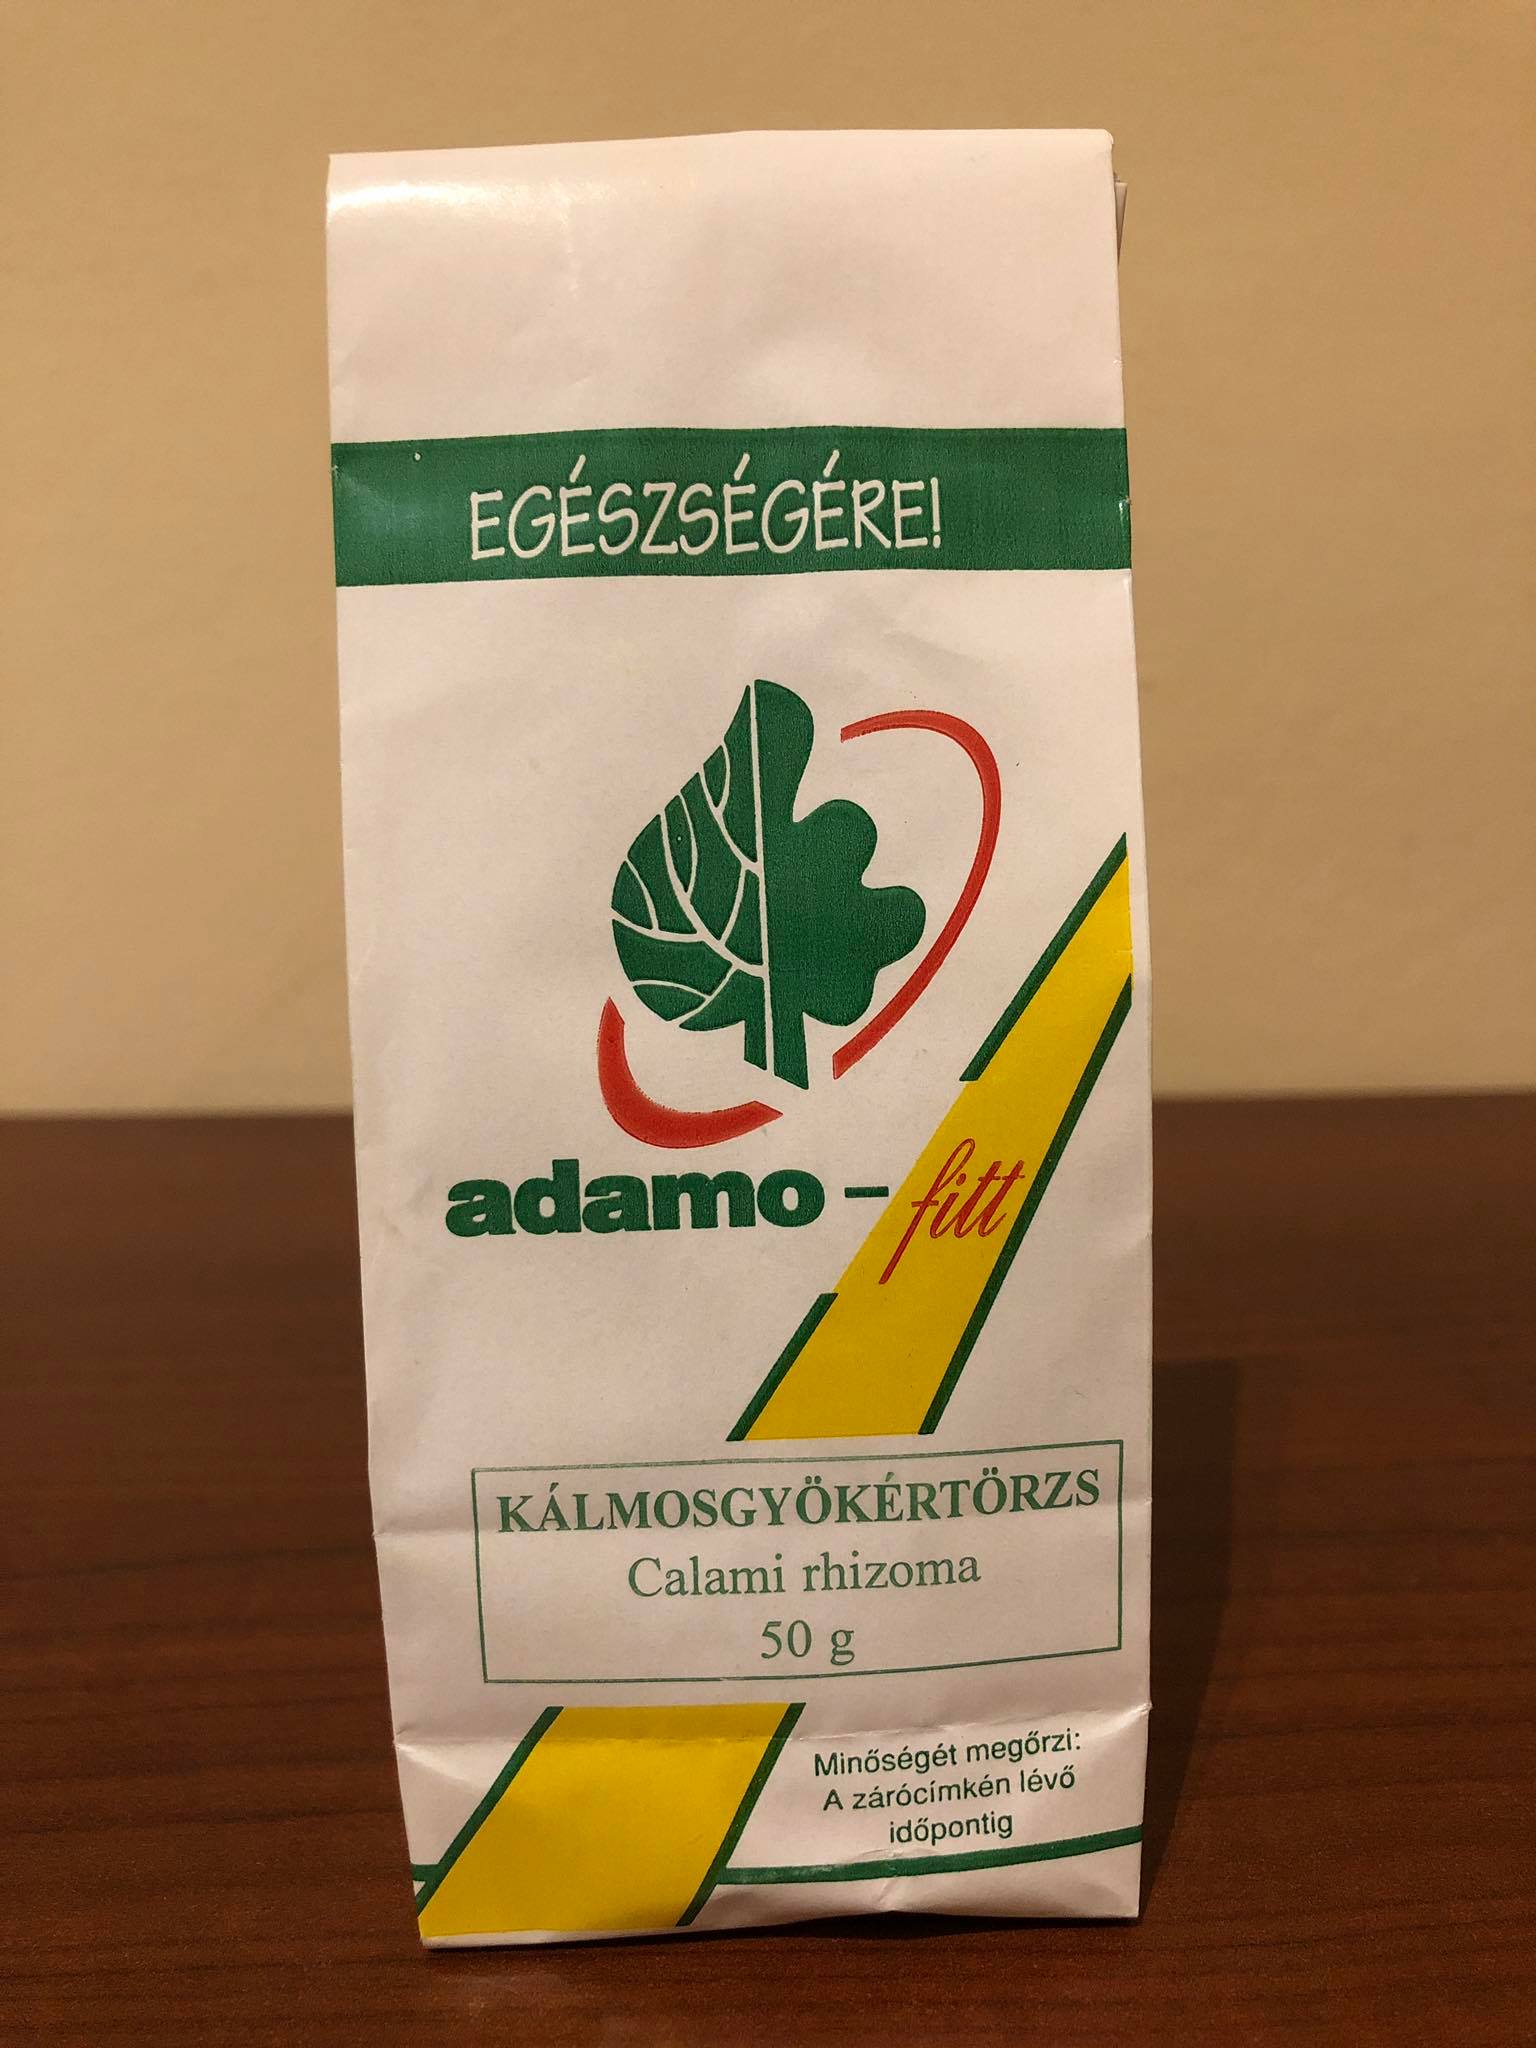 EGÉSZSÉGÉRE!
adamo - fitt
KÁLMOSGYÖKÉRTÖRZS
Calami rhizoma
50 g
Minőségét megőrzi:
A zárócímkén lévő
időpontig